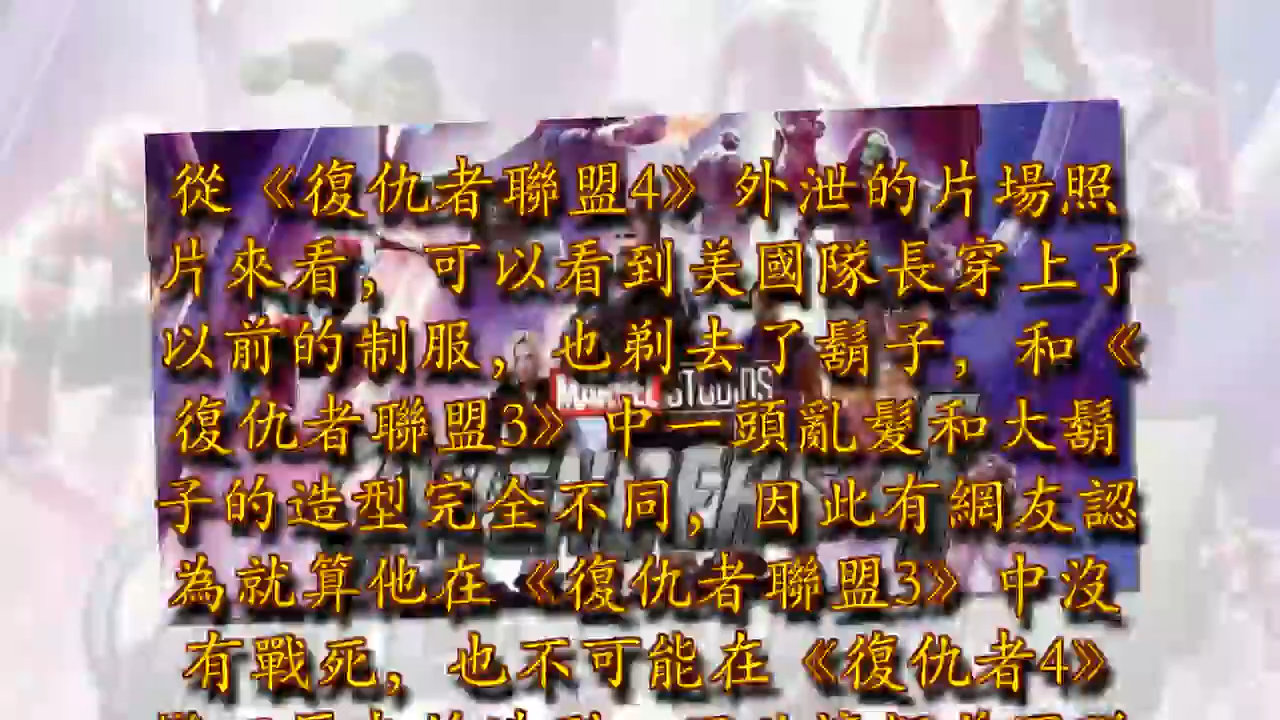 從《復仇者聯盟4》外泄的片場照
片來看，可以看到美國隊長穿上了
以前的制服，也剃去了鬍子，和《
復仇者聯盟3》中一頭亂髮和大鬍
子的造型完全不同，因此有網友認
為就算他在《復仇者聯盟3》中沒
有戰死，也不可能在《復仇者4》
MARVEL STUDIOS